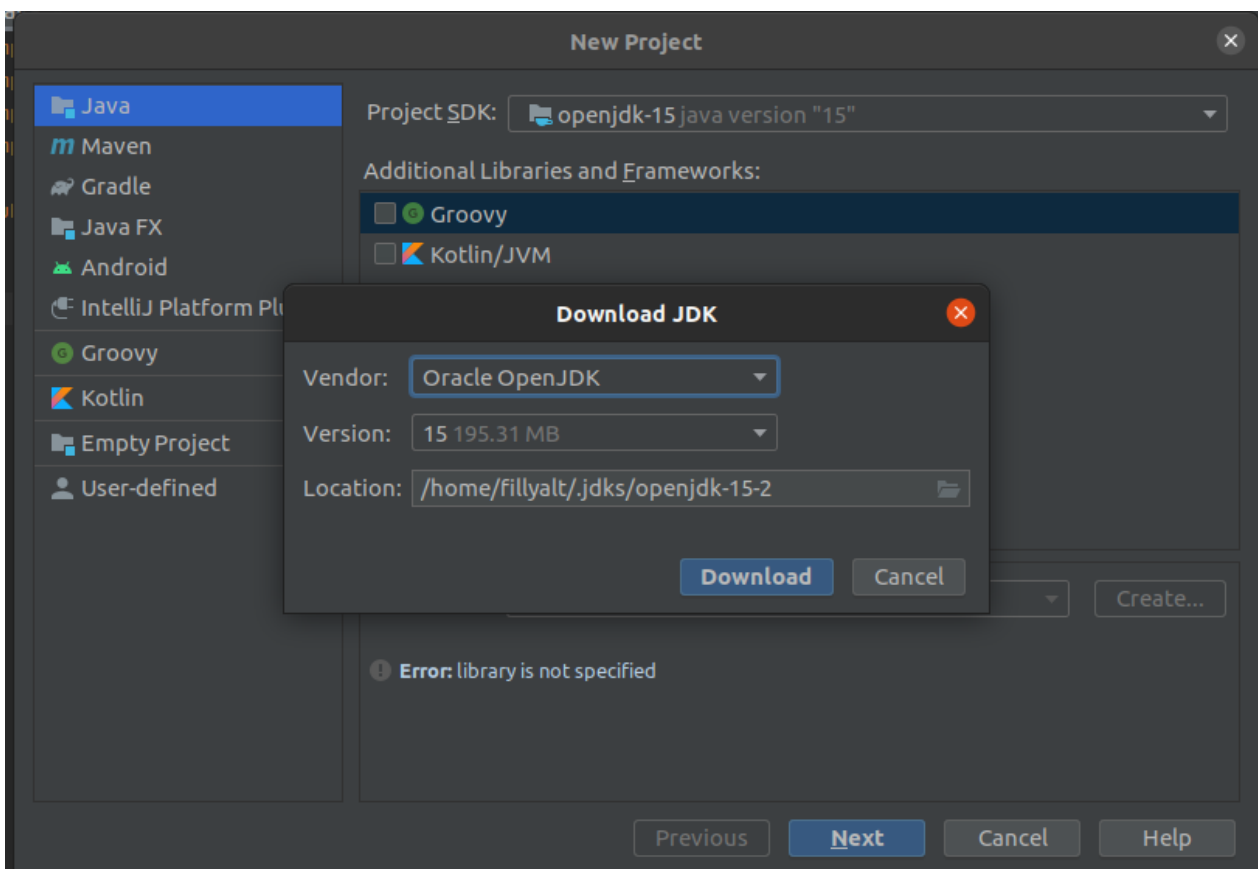 New Project
Java
Maven
Gradle
Java FX
Android
IntelliJ Platform Plu
Groovy
Kotlin
Empty Project
User-defined
Project SDK: openjdk-15 java version "15"
Additional Libraries and Frameworks:
Groovy
Kotlin/JVM
Download JDK
Vendor: Oracle OpenJDK
Version: 15 195.31 MB
Location: /home/fillyalt/.jdks/openjdk-15-2
Download Cancel
Create...
Error: library is not specified
Previous Next Cancel Help